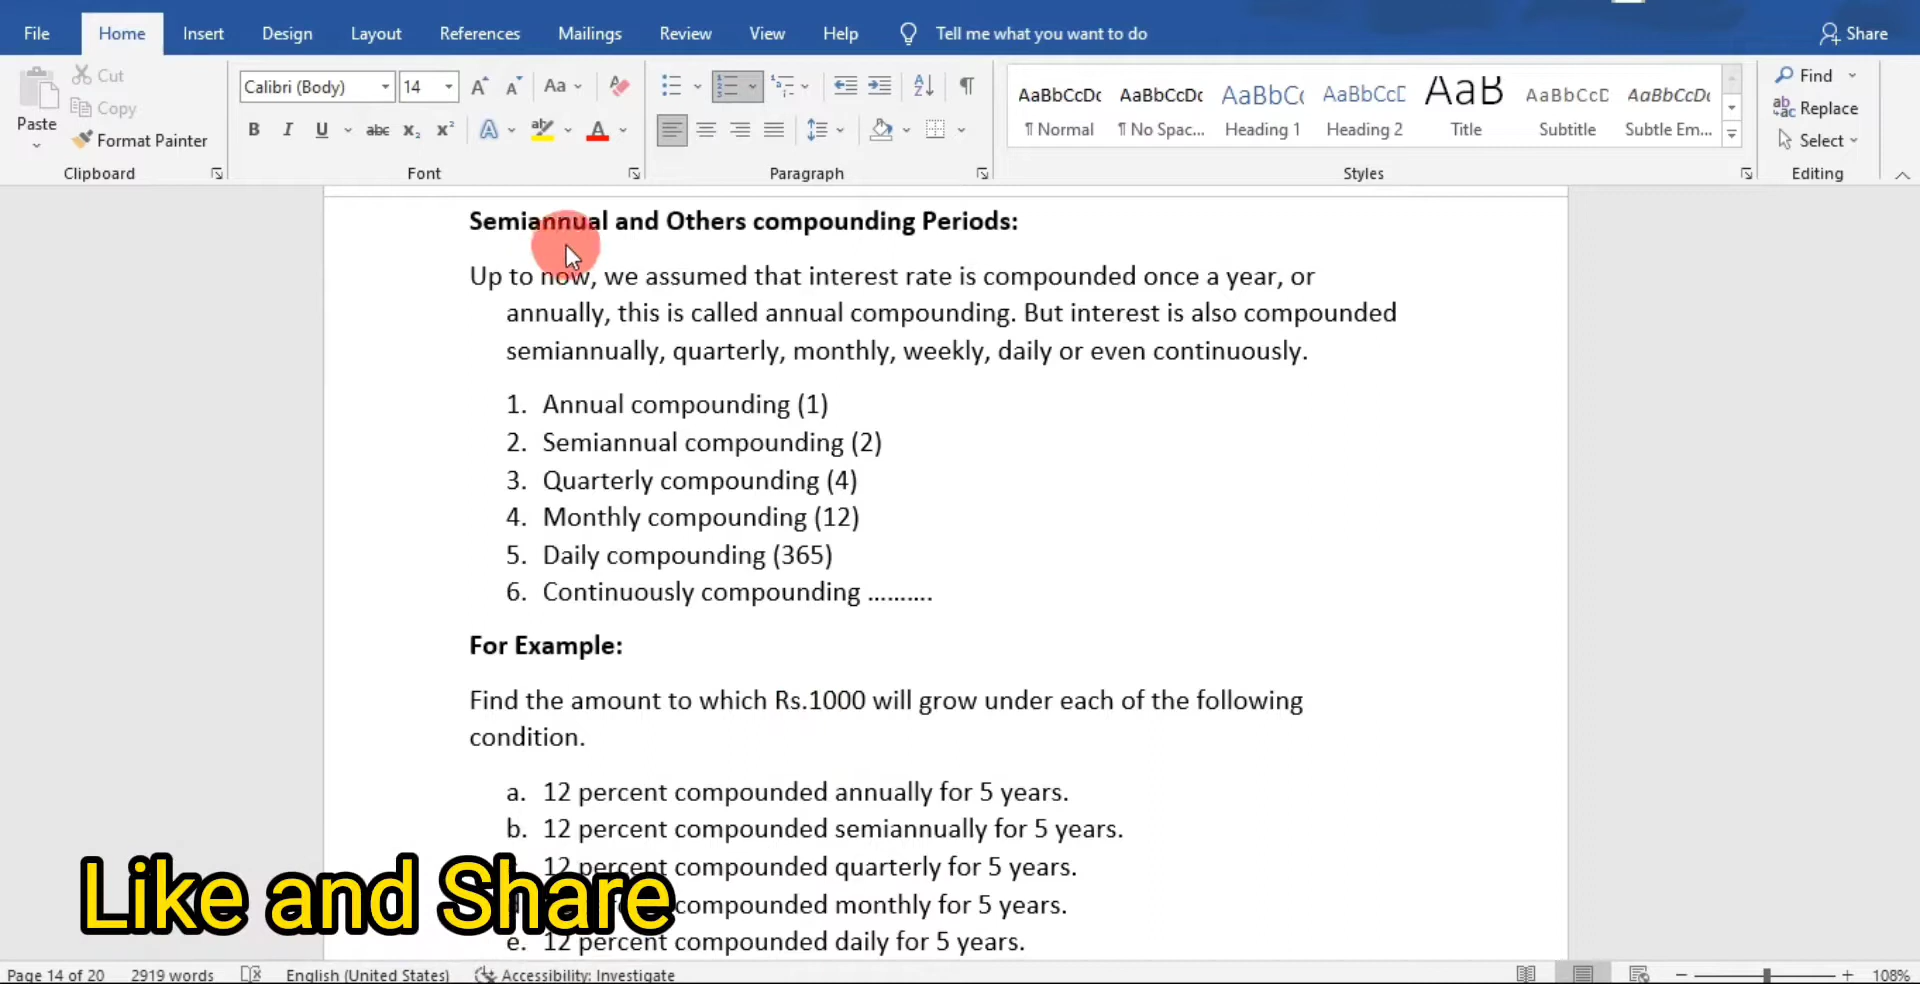 File Home Insert Design Layout References Mailings Review View Help Tell me what you want to do Share
Cut
Copy
Paste
Format Painter
Clipboard
Calibri (Body) 14
Aa
B I U abc x₂ x²
A
Font
Paragraph
AaBbCcDc AaBbCcDc AaBbCc AaBbCcD AaB AaBbCcD AaBbCcDc
¶ Normal ¶ No Spac... Heading 1 Heading 2 Title Subtitle Subtle Em...
Styles
Find
Replace
Select
Editing
Semiannual and Others compounding Periods:
Up to now, we assumed that interest rate is compounded once a year, or
annually, this is called annual compounding. But interest is also compounded
semiannually, quarterly, monthly, weekly, daily or even continuously.
1. Annual compounding (1)
2. Semiannual compounding (2)
3. Quarterly compounding (4)
4. Monthly compounding (12)
5. Daily compounding (365)
6. Continuously compounding ..........
For Example:
Find the amount to which Rs.1000 will grow under each of the following
condition.
a. 12 percent compounded annually for 5 years.
b. 12 percent compounded semiannually for 5 years.
12 percent compounded quarterly for 5 years.
compounded monthly for 5 years.
e. 12 percent compounded daily for 5 years.
Like and Share
Page 14 of 20 2919 words English (United States) Accessibility: Investigate 108%